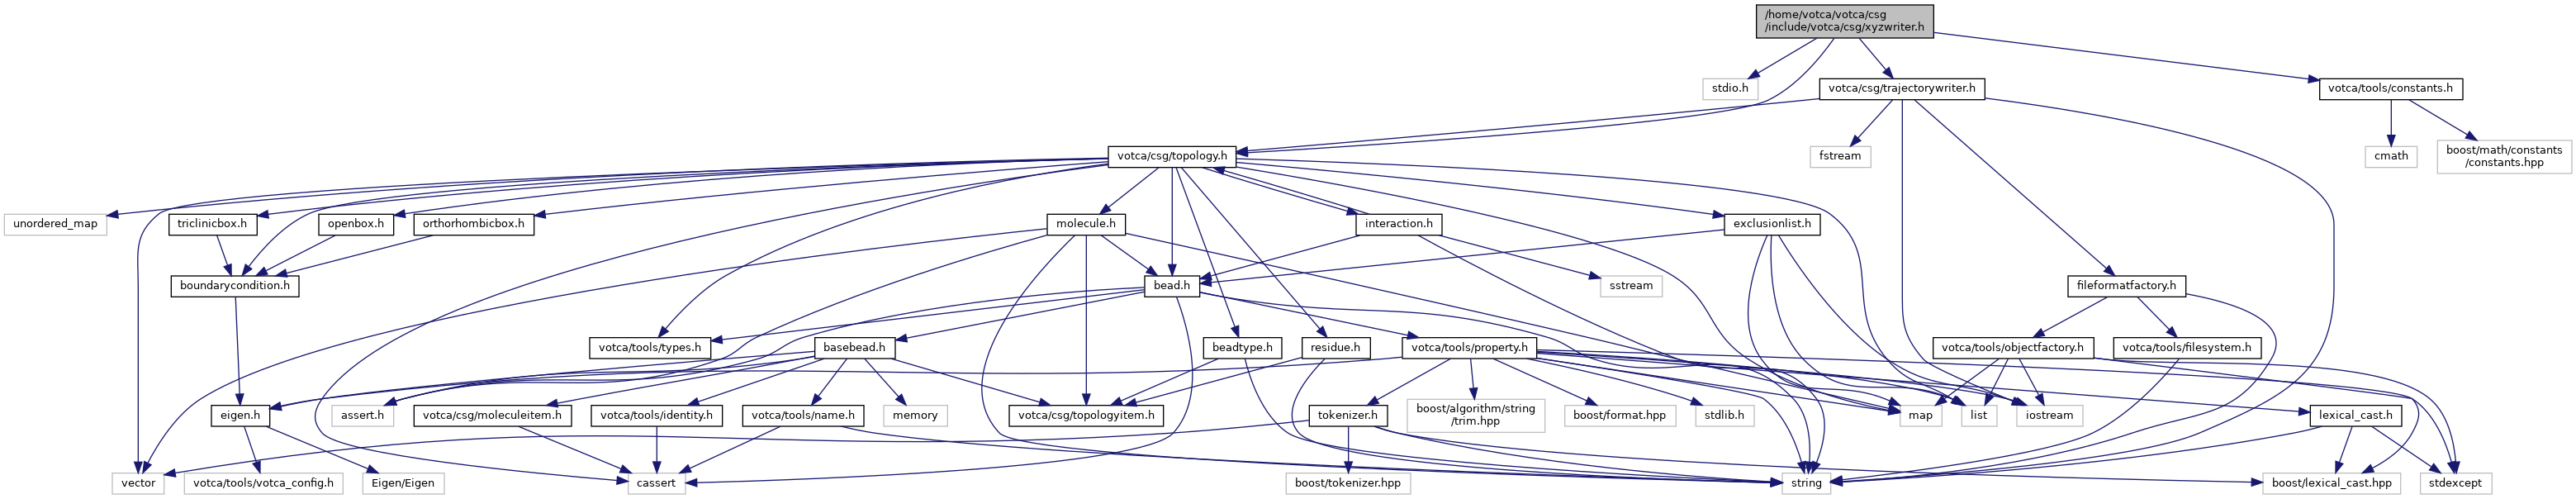 /home/votca/votca/csg
/include/votca/csg/xyzwriter.h
stdio.h
votca/csg/trajectorywriter.h
votca/tools/constants.h
votca/csg/topology.h
fstream
cmath
boost/math/constants
/constants.hpp
unordered_map
triclinicbox.h
openbox.h
orthorhombicbox.h
molecule.h
interaction.h
exclusionlist.h
boundarycondition.h
bead.h
sstream
fileformatfactory.h
votca/tools/types.h
basebead.h
beadtype.h
residue.h
votca/tools/property.h
votca/tools/objectfactory.h
votca/tools/filesystem.h
eigen.h
assert.h
votca/csg/moleculeitem.h
votca/tools/identity.h
votca/tools/name.h
memory
votca/csg/topologyitem.h
tokenizer.h
boost/algorithm/string
/trim.hpp
boost/format.hpp
stdlib.h
map
list
iostream
lexical_cast.h
vector
votca/tools/votca_config.h
Eigen/Eigen
cassert
boost/tokenizer.hpp
string
boost/lexical_cast.hpp
stdexcept